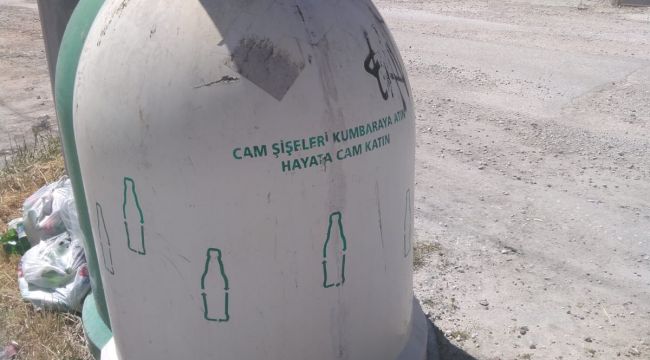 CAM ŞİŞELERİ KUMBARAYA ATIN
HAYATA CAM KATIN